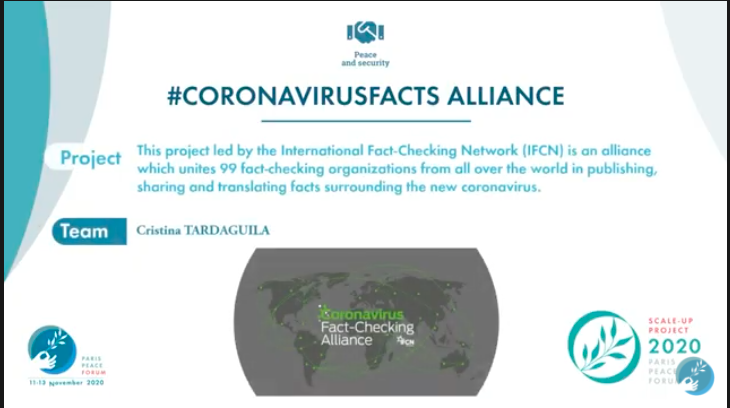 Peace
and security
#CORONAVIRUSFACTS ALLIANCE
Project
This project led by the International Fact-Checking Network (IFCN) is an alliance
which unites 99 fact-checking organizations from all over the world in publishing,
sharing and translating facts surrounding the new coronavirus.
Team
Cristina TARDAGUILA
Coronavirus
Fact-Checking
Alliance
IFCN
PARIS
PEACE
FORUM
11-13 November 2020
SCALE-UP
PROJECT
2020
PARIS
PEACE
FORUM